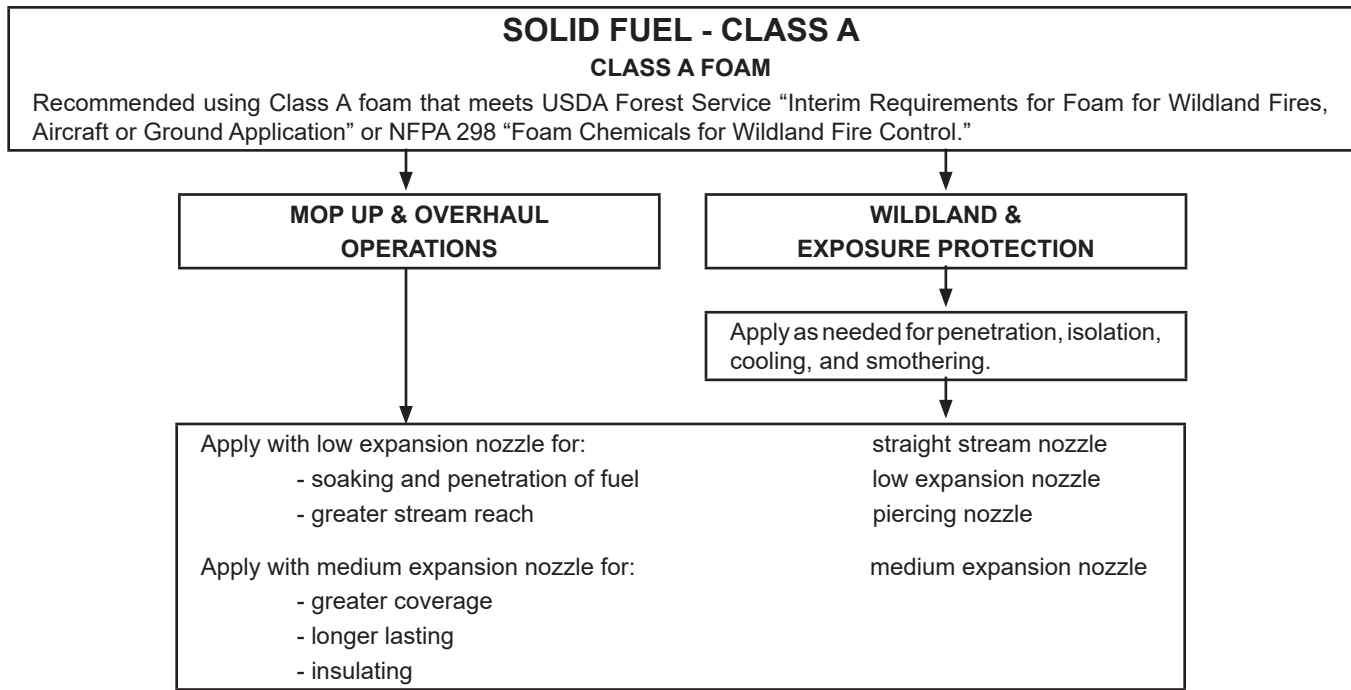 SOLID FUEL - CLASS A
CLASS A FOAM
Recommended using Class A foam that meets USDA Forest Service “Interim Requirements for Foam for Wildland Fires,
Aircraft or Ground Application” or NFPA 298 “Foam Chemicals for Wildland Fire Control.”
MOP UP & OVERHAUL
OPERATIONS
WILDLAND &
EXPOSURE PROTECTION
Apply as needed for penetration, isolation,
cooling, and smothering.
Apply with low expansion nozzle for:
- soaking and penetration of fuel
- greater stream reach
straight stream nozzle
low expansion nozzle
piercing nozzle
Apply with medium expansion nozzle for:
- greater coverage
- longer lasting
- insulating
medium expansion nozzle